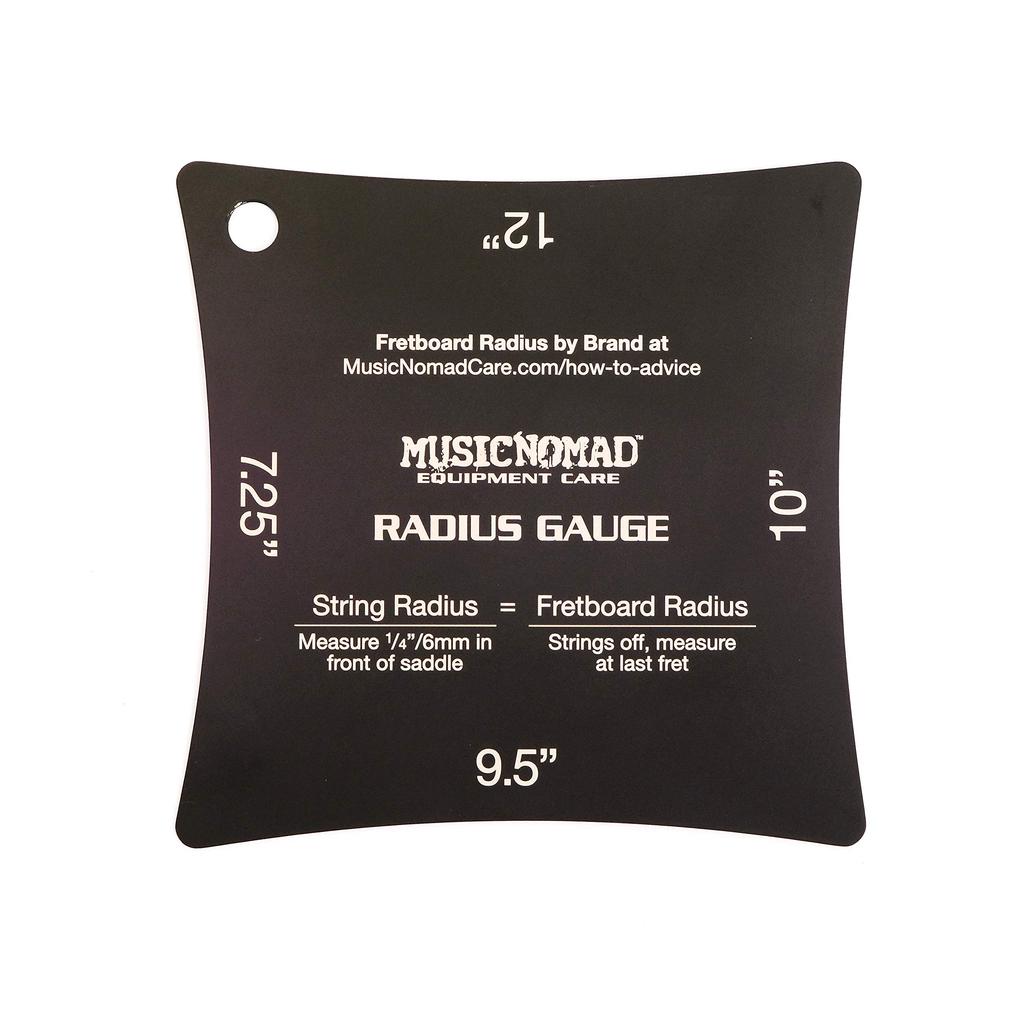 12”
Fretboard Radius by Brand at
MusicNomadCare.com/how-to-advice
MUSICNOMAD™
EQUIPMENT CARE
RADIUS GAUGE
7.25”
10”
String Radius = Fretboard Radius
Measure ¼”/6mm in
front of saddle
Strings off, measure
at last fret
9.5”